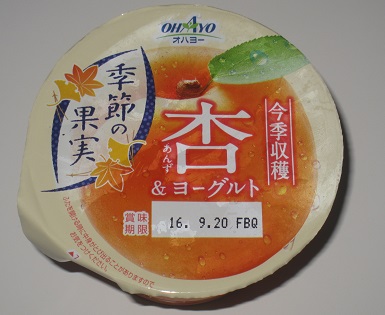 OHAYO
オハヨー
季節の
果実
今季収穫
杏
あんず
&ヨーグルト
賞味
期限
16. 9.20 FBQ